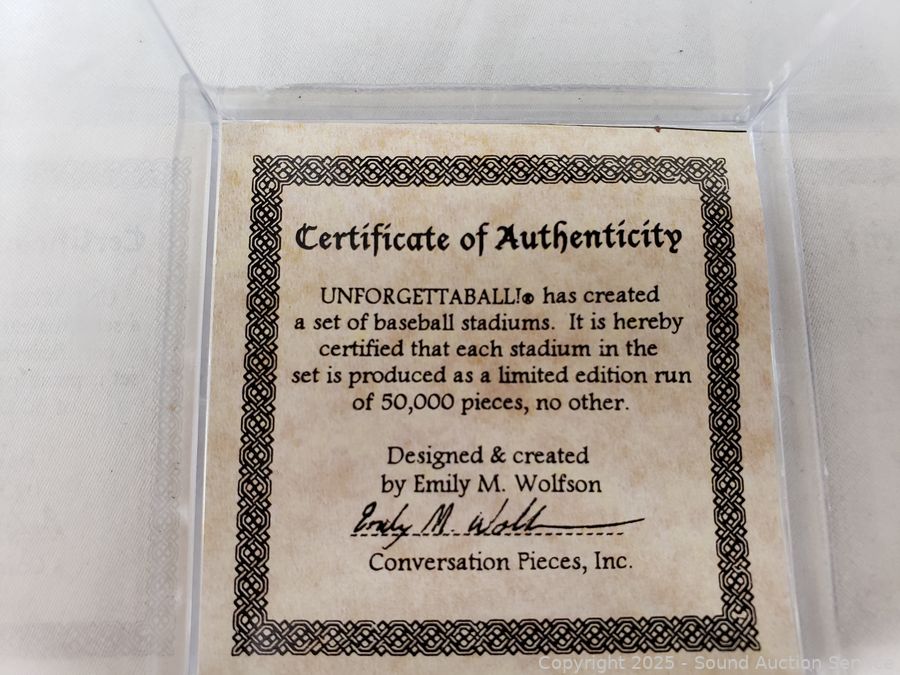 Certificate of Authenticity
UNFORGETTABALL!® has created
a set of baseball stadiums. It is hereby
certified that each stadium in the
set is produced as a limited edition run
of 50,000 pieces, no other.
Designed & created
by Emily M. Wolfson
Emily M. Wolfson
Conversation Pieces, Inc.
Copyright 2025 - Sound Auction Service